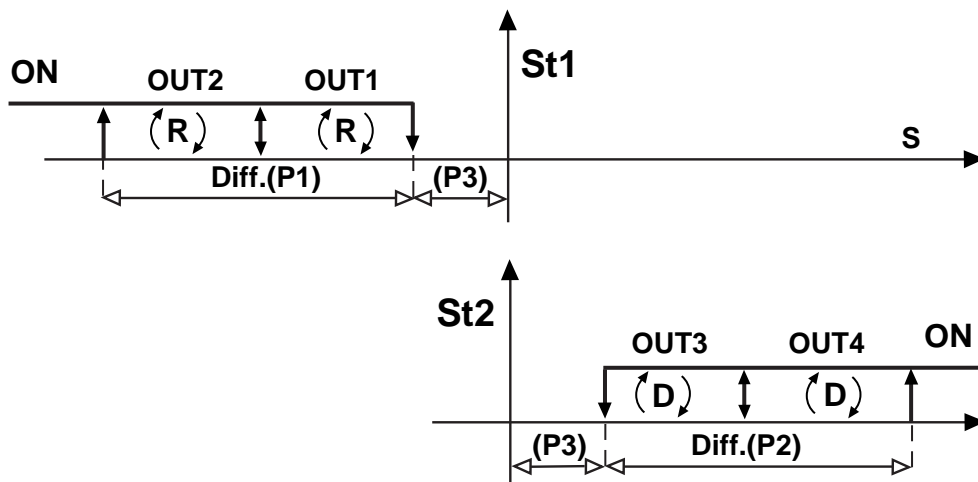 St1
ON OUT2 OUT1
R R
S
Diff.(P1) (P3)
St2
OUT3 OUT4 ON
D D
(P3) Diff.(P2)